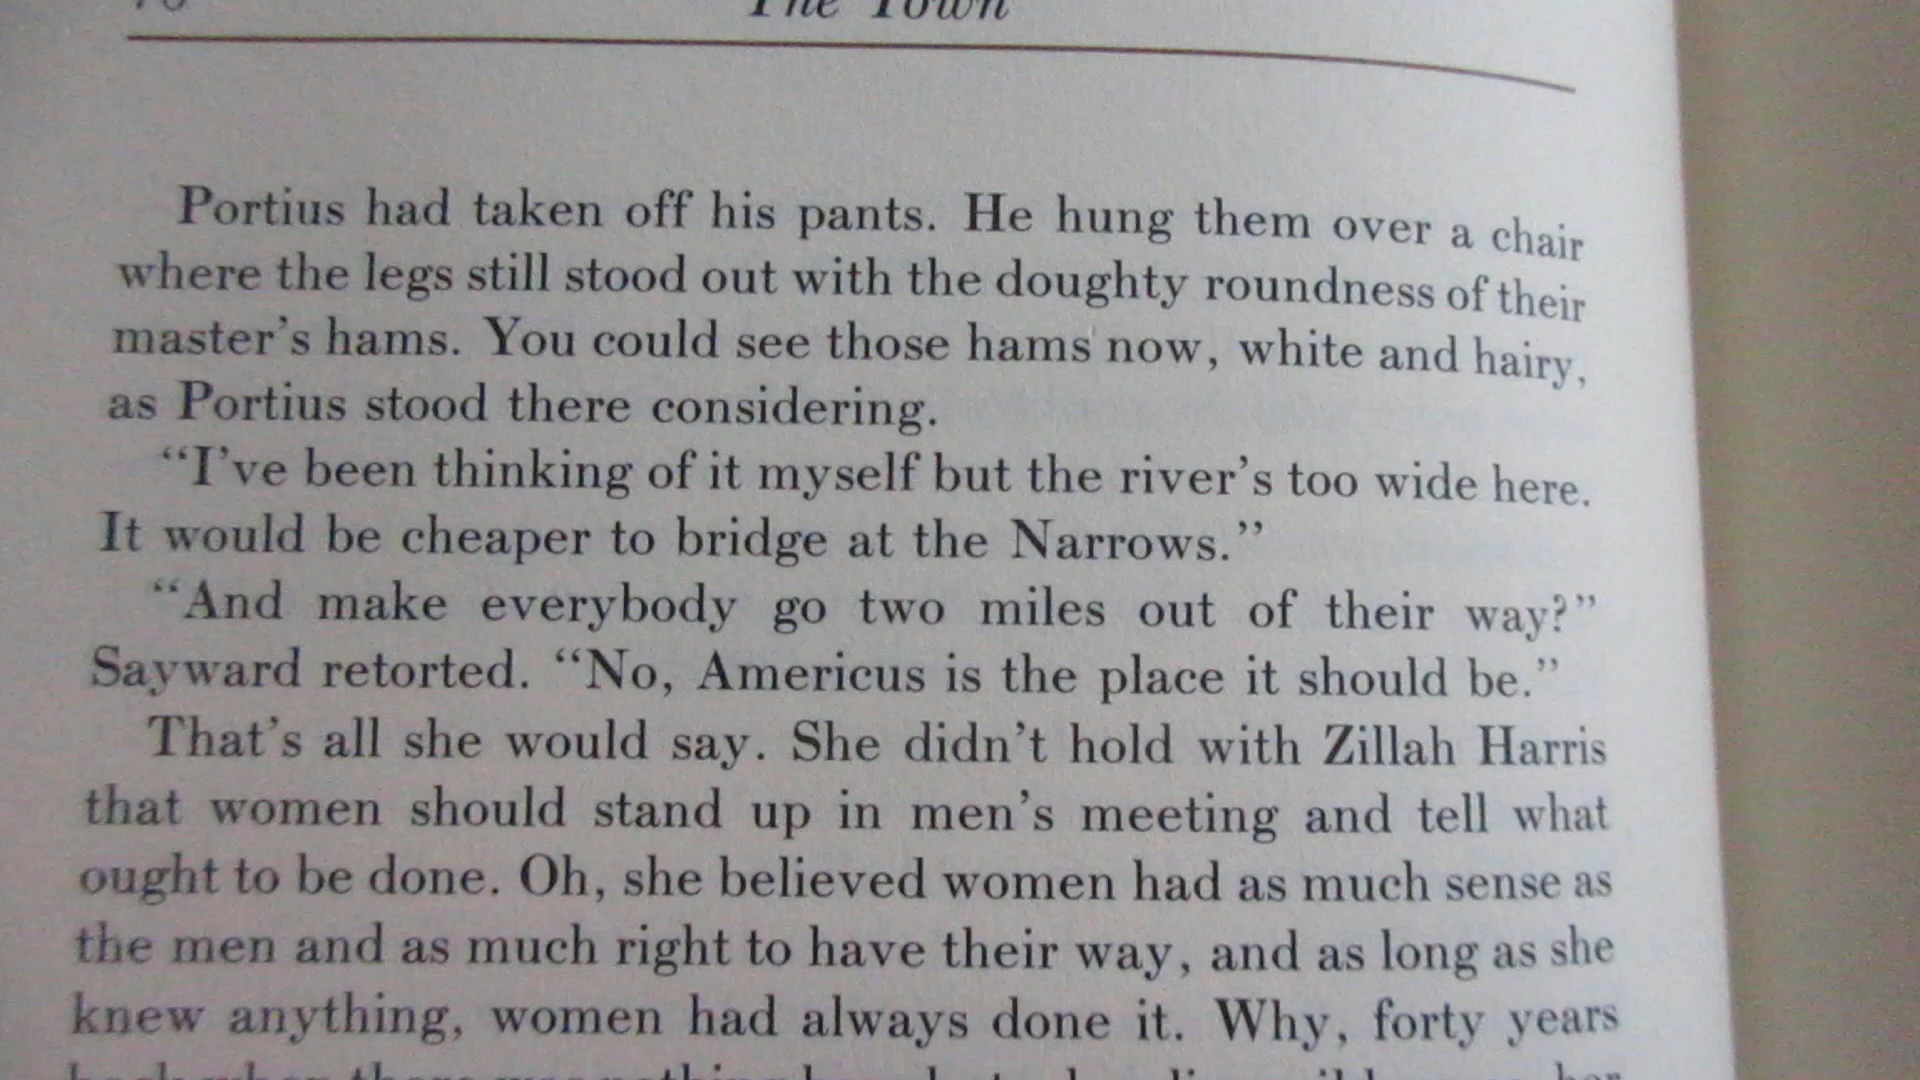 The Town
Portius had taken off his pants. He hung them over a chair
where the legs still stood out with the doughty roundness of their
master's hams. You could see those hams now, white and hairy,
as Portius stood there considering.
“I've been thinking of it myself but the river's too wide here.
It would be cheaper to bridge at the Narrows.”
“And make everybody go two miles out of their way?”
Sayward retorted. “No, Americus is the place it should be.”
That's all she would say. She didn't hold with Zillah Harris
that women should stand up in men's meeting and tell what
ought to be done. Oh, she believed women had as much sense as
the men and as much right to have their way, and as long as she
knew anything, women had always done it. Why, forty years